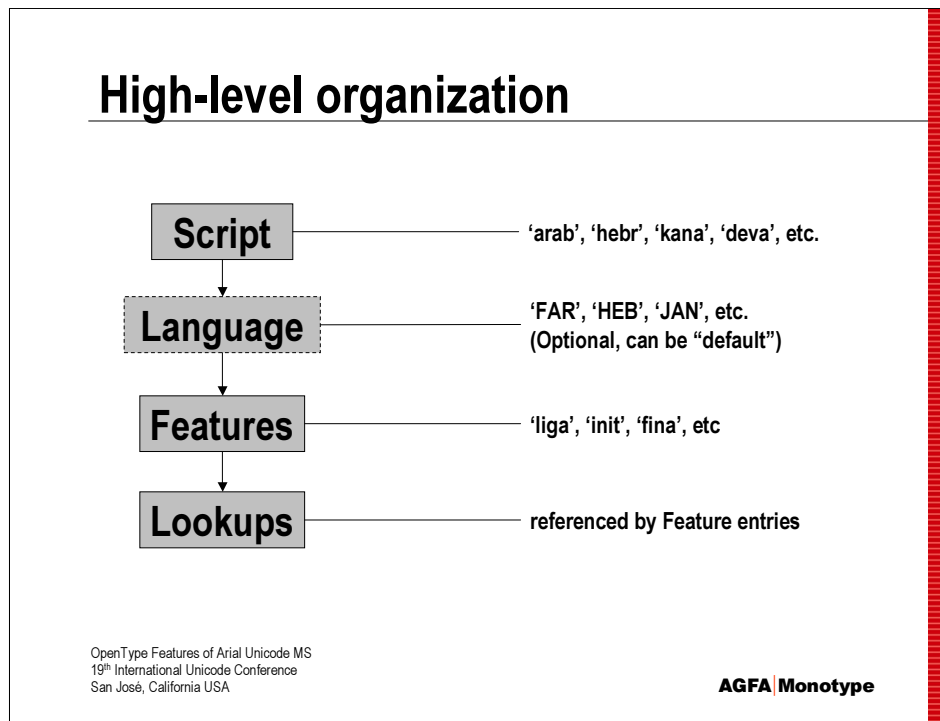 High-level organization
Script
‘arab’, ‘hebr’, ‘kana’, ‘deva’, etc.
Language
‘FAR’, ‘HEB’, ‘JAN’, etc.
(Optional, can be “default”)
Features
‘liga’, ‘init’, ‘fina’, etc
Lookups
referenced by Feature entries
OpenType Features of Arial Unicode MS
19th International Unicode Conference
San José, California USA
AGFA Monotype